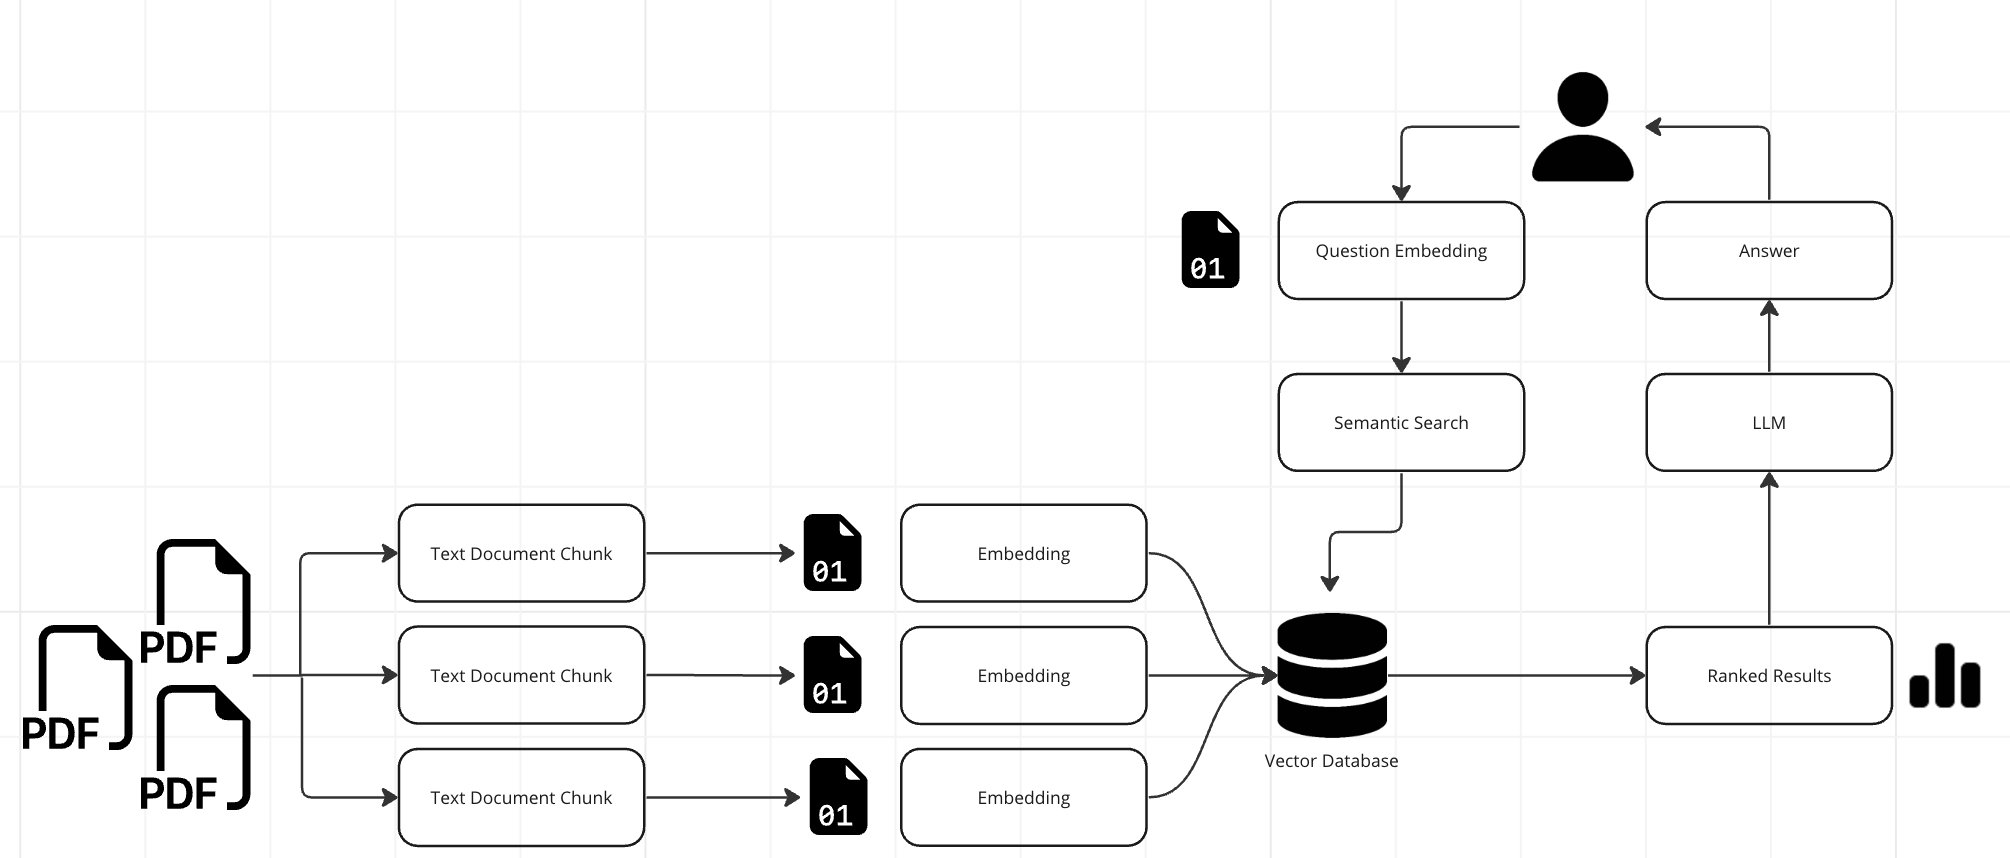 01
Question Embedding
Answer
Semantic Search
LLM
PDF
Text Document Chunk
01
Embedding
PDF
Text Document Chunk
01
Embedding
Ranked Results
Vector Database
PDF
Text Document Chunk
01
Embedding